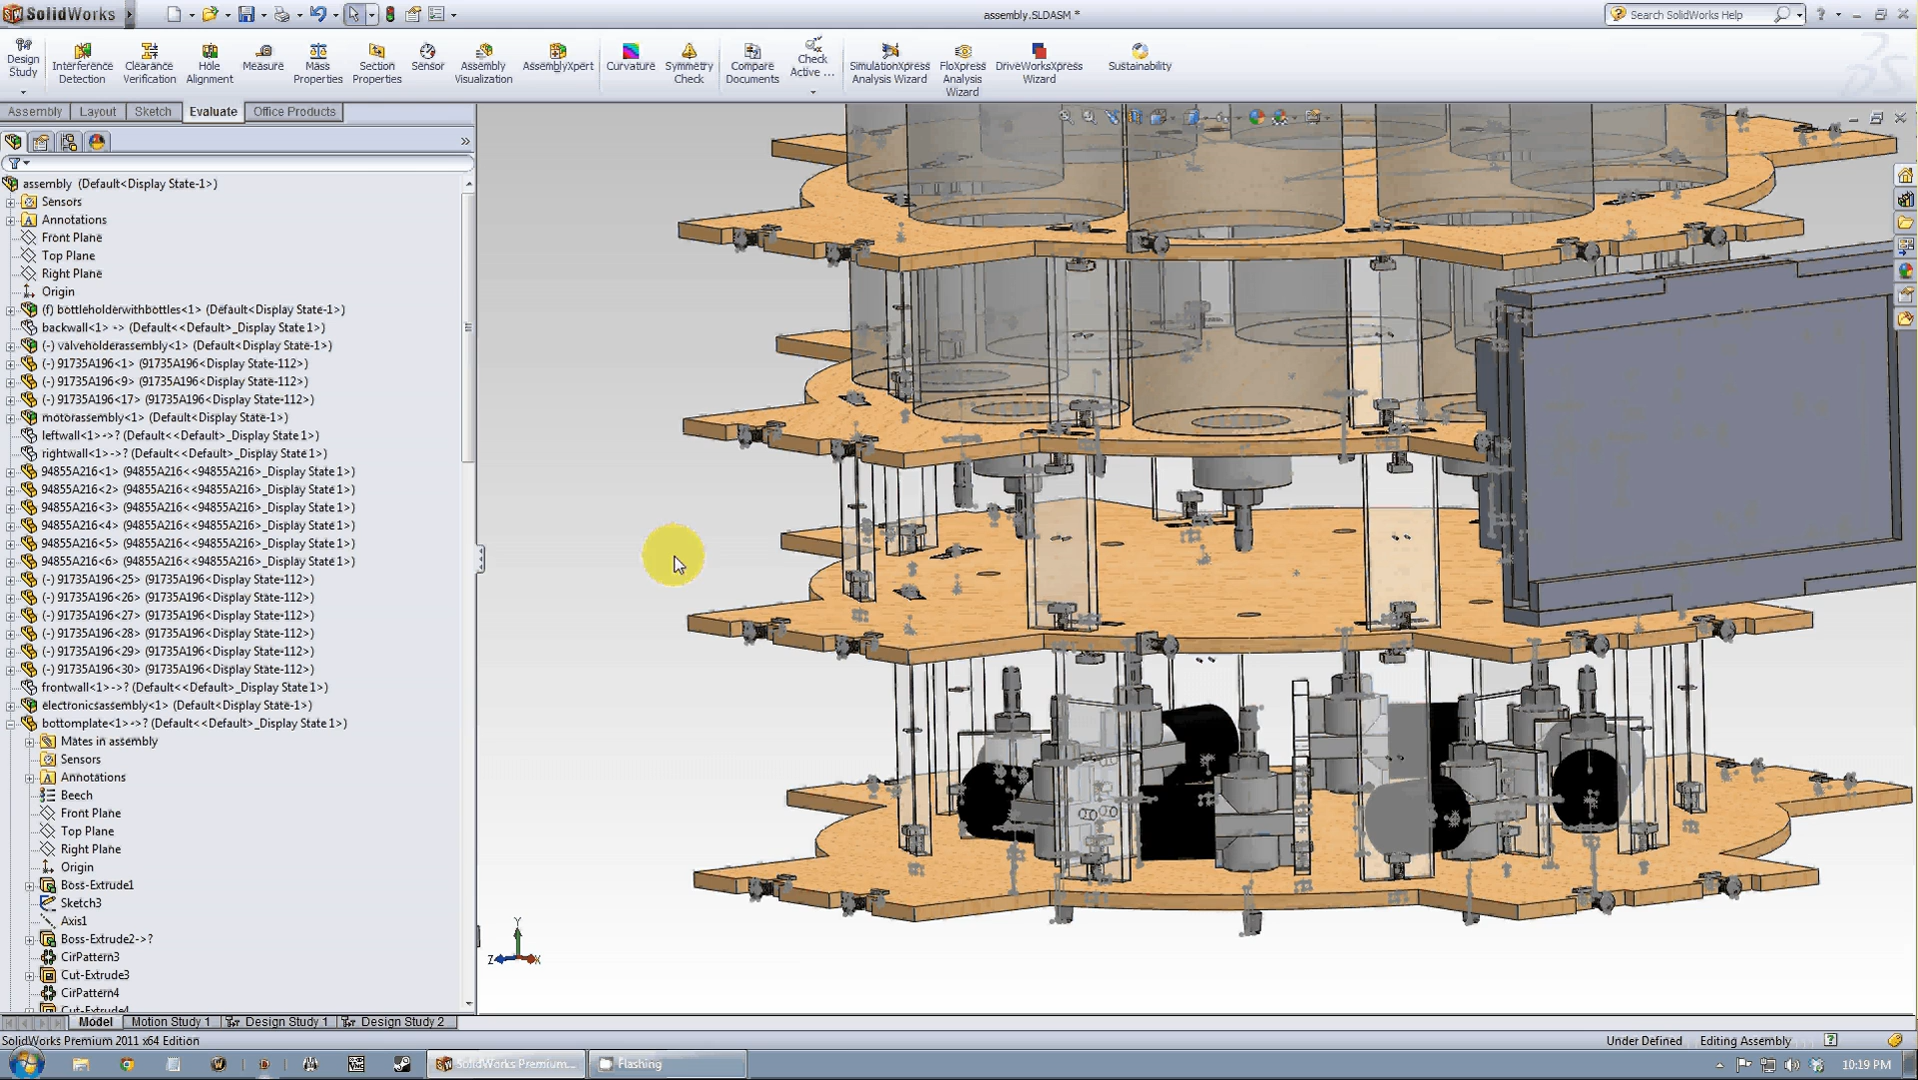 SolidWorks
assembly.SLDASM *
Search SolidWorks Help
Design Study
Interference Detection
Clearance Verification
Hole Alignment
Measure
Mass Properties
Section Properties
Sensor
Assembly Visualization
AssemblyXpert
Curvature
Symmetry Check
Compare Documents
Check Active ...
SimulationXpress Analysis Wizard
FloXpress Analysis Wizard
DriveWorksXpress Wizard
Sustainability
Assembly
Layout
Sketch
Evaluate
Office Products
assembly (Default<Display State-1>)
Sensors
Annotations
Front Plane
Top Plane
Right Plane
Origin
(f) bottleholderwithbottles<1> (Default<Display State-1>)
backwall<1> -> (Default<<Default>_Display State 1>)
(-) valveholderassembly<1> (Default<Display State-1>)
(-) 91735A196<1> (91735A196<Display State-112>)
(-) 91735A196<9> (91735A196<Display State-112>)
(-) 91735A196<17> (91735A196<Display State-112>)
motorassembly<1> (Default<Display State-1>)
leftwall<1>->? (Default<<Default>_Display State 1>)
rightwall<1>->? (Default<<Default>_Display State 1>)
94855A216<1> (94855A216<<94855A216>_Display State 1>)
94855A216<2> (94855A216<<94855A216>_Display State 1>)
94855A216<3> (94855A216<<94855A216>_Display State 1>)
94855A216<4> (94855A216<<94855A216>_Display State 1>)
94855A216<5> (94855A216<<94855A216>_Display State 1>)
94855A216<6> (94855A216<<94855A216>_Display State 1>)
(-) 91735A196<25> (91735A196<Display State-112>)
(-) 91735A196<26> (91735A196<Display State-112>)
(-) 91735A196<27> (91735A196<Display State-112>)
(-) 91735A196<28> (91735A196<Display State-112>)
(-) 91735A196<29> (91735A196<Display State-112>)
(-) 91735A196<30> (91735A196<Display State-112>)
frontwall<1>->? (Default<<Default>_Display State 1>)
electronicsassembly<1> (Default<Display State-1>)
bottomplate<1>->? (Default<<Default>_Display State 1>)
Mates in assembly
Sensors
Annotations
Beech
Front Plane
Top Plane
Right Plane
Origin
Boss-Extrude1
Sketch3
Axis1
Boss-Extrude2->?
CirPattern3
Cut-Extrude3
CirPattern4
Cut-Extrude4
Y
Z
X
Model
Motion Study 1
Design Study 1
Design Study 2
SolidWorks Premium 2011 x64 Edition
Under Defined
Editing Assembly
SolidWorks Premium...
Flashing
10:19 PM